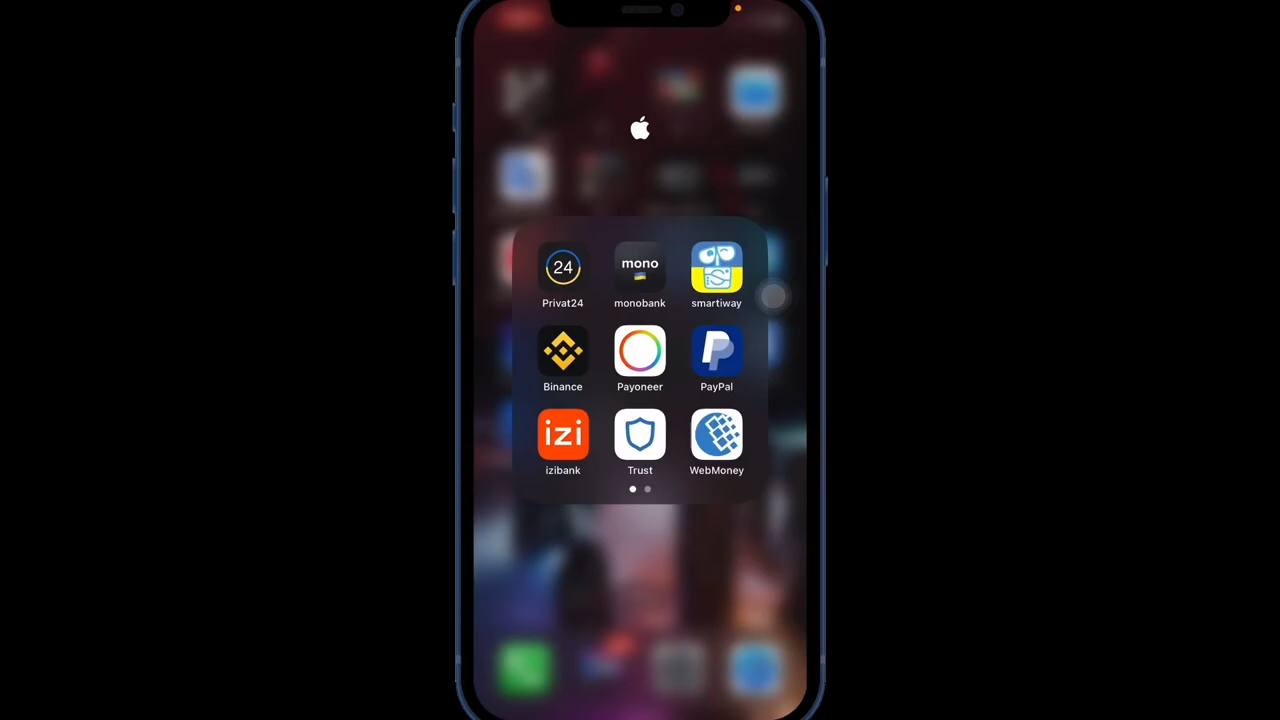 24
mono
Privat24
monobank
smartiway
Binance
Payoneer
PayPal
izi
izibank
Trust
WebMoney